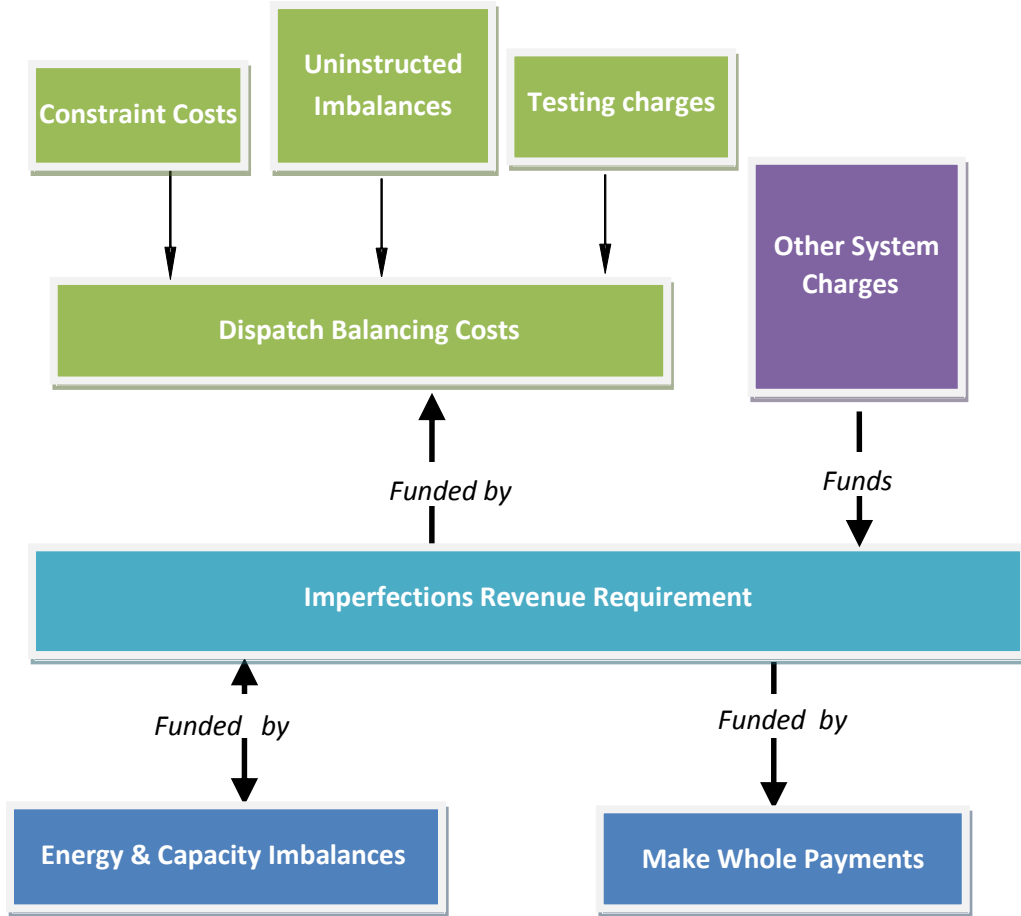 Constraint Costs
Uninstructed
Imbalances
Testing charges
Other System
Charges
Dispatch Balancing Costs
Funded by
Funds
Imperfections Revenue Requirement
Funded by
Funded by
Energy & Capacity Imbalances
Make Whole Payments